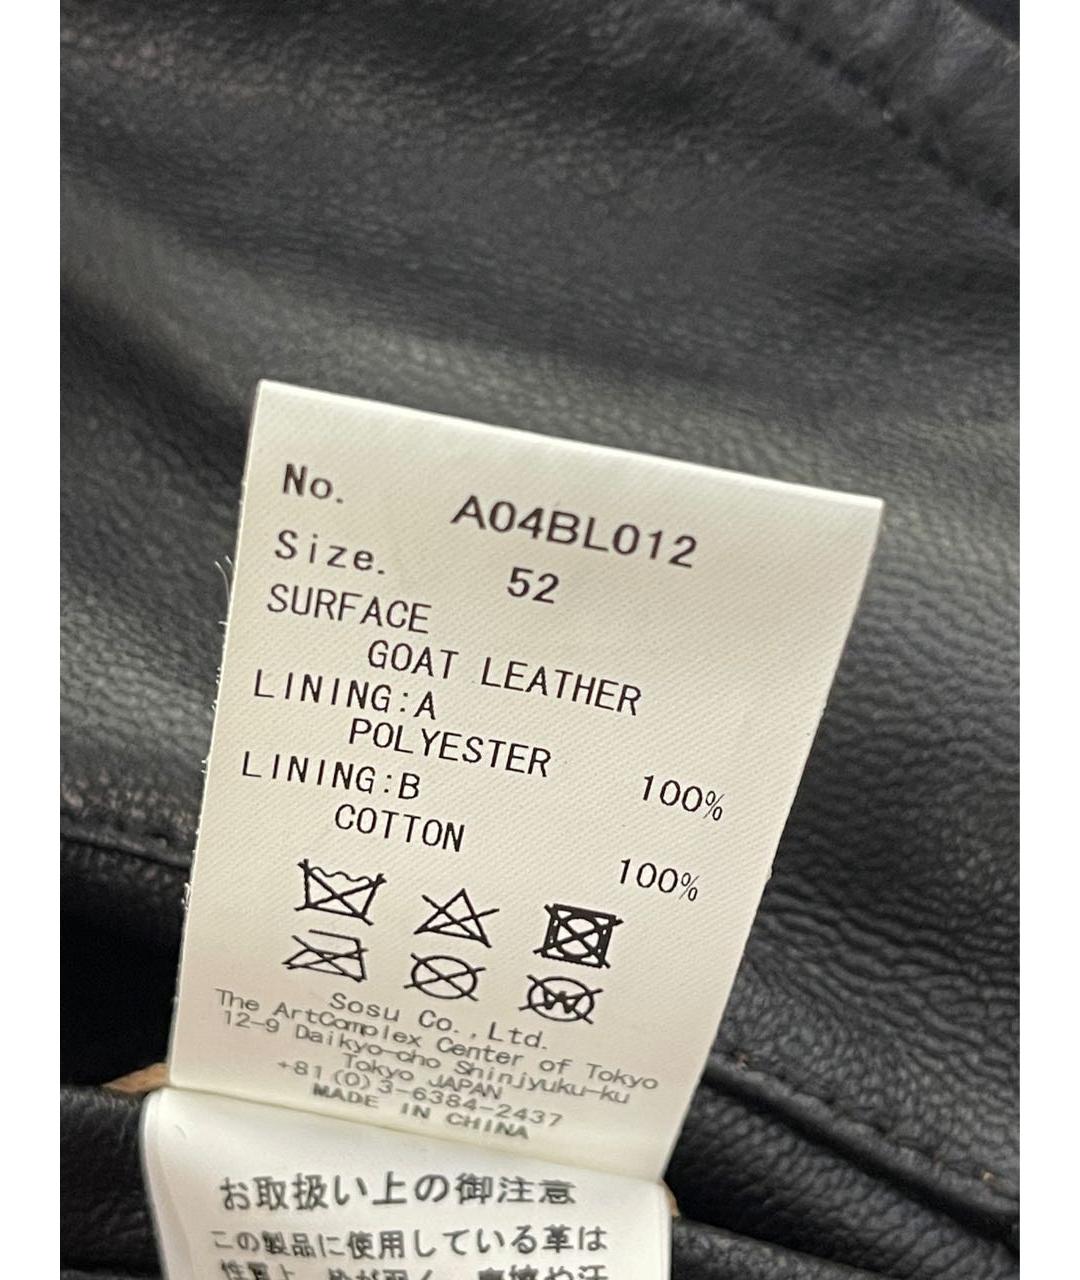 No. A04BL012
Size. 52
SURFACE
GOAT LEATHER
LINING:A
POLYESTER 100%
LINING:B
COTTON 100%
Sosu Co.,Ltd.
The ArtComplex Center of Tokyo
12-9 Daikyo-cho Shinjyuku-ku
Tokyo JAPAN
+81(0)3-6384-2437
MADE IN CHINA
お取扱い上の御注意
この製品に使用している革は
性質上